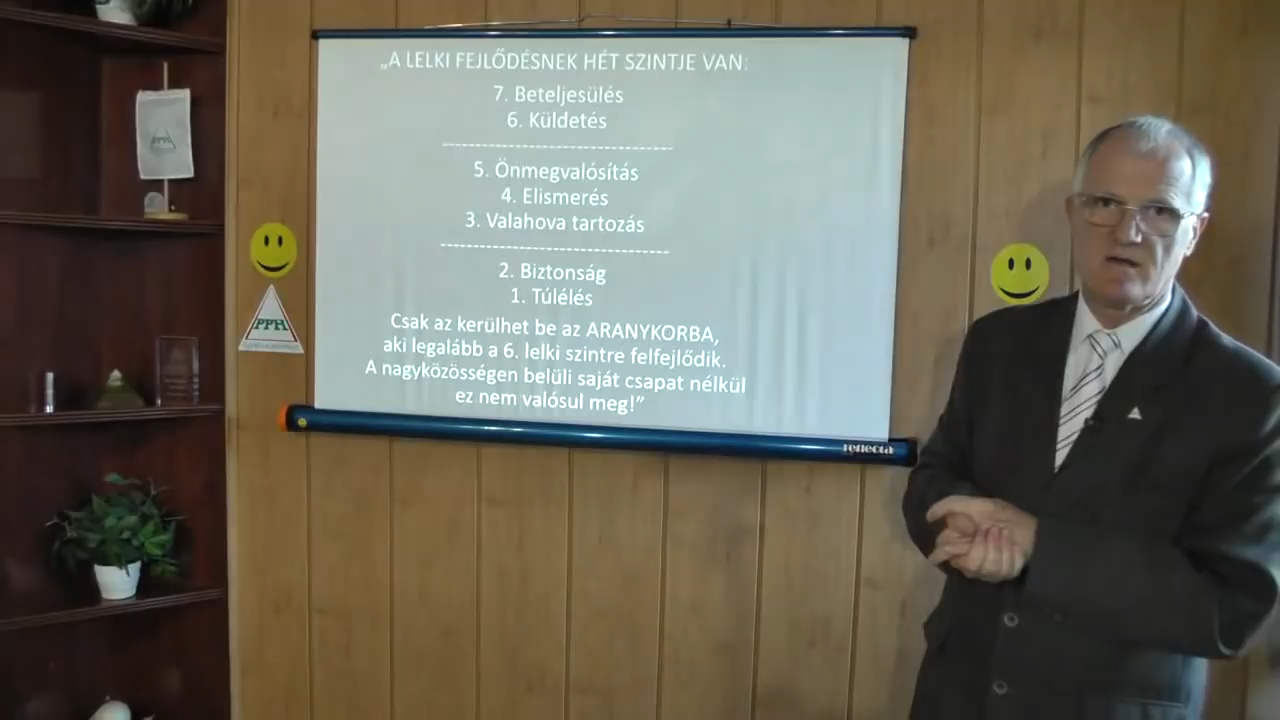 „A LELKI FEJLŐDÉSNEK HÉT SZINTJE VAN:
7. Beteljesülés
6. Küldetés
--------------------------------
5. Önmegvalósítás
4. Elismerés
3. Valahova tartozás
--------------------------------
2. Biztonság
1. Túlélés
Csak az kerülhet be az ARANYKORBA,
aki legalább a 6. lelki szintre felfejlődik.
A nagyközösségen belüli saját csapat nélkül
ez nem valósul meg!”
reflecta
PPH